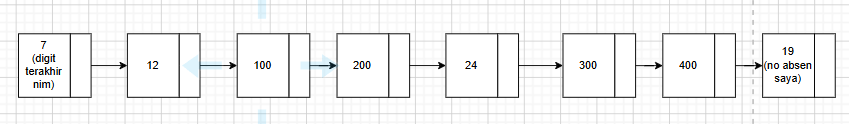 7
(digit
terakhir
nim)
12
100
200
24
300
400
19
(no absen
saya)